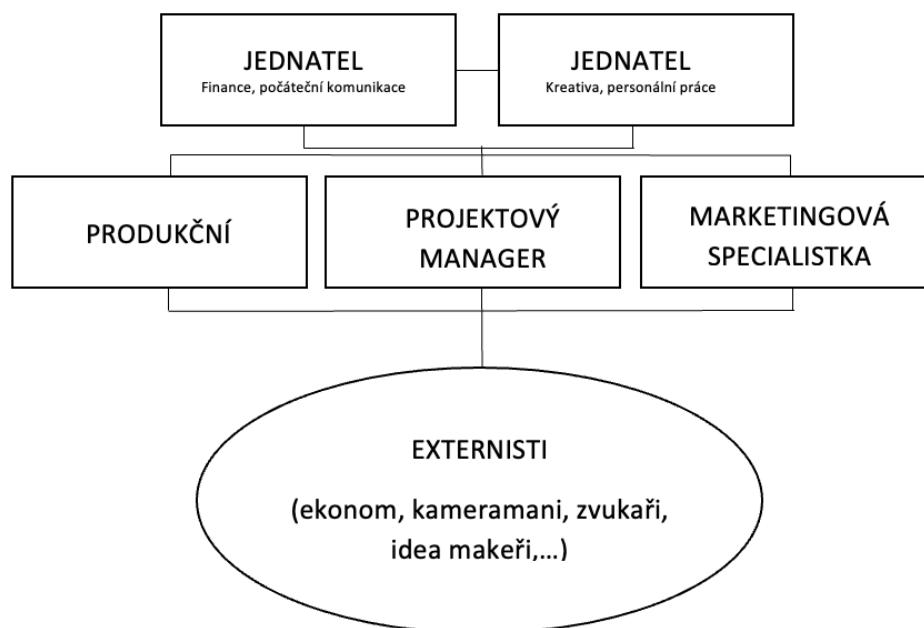 JEDNATEL
Finance, počáteční komunikace
JEDNATEL
Kreativa, personální práce
PRODUKČNÍ
PROJEKTOVÝ
MANAGER
MARKETINGOVÁ
SPECIALISTKA
EXTERNISTI
(ekonom, kameramani, zvukaři,
idea makeři,…)